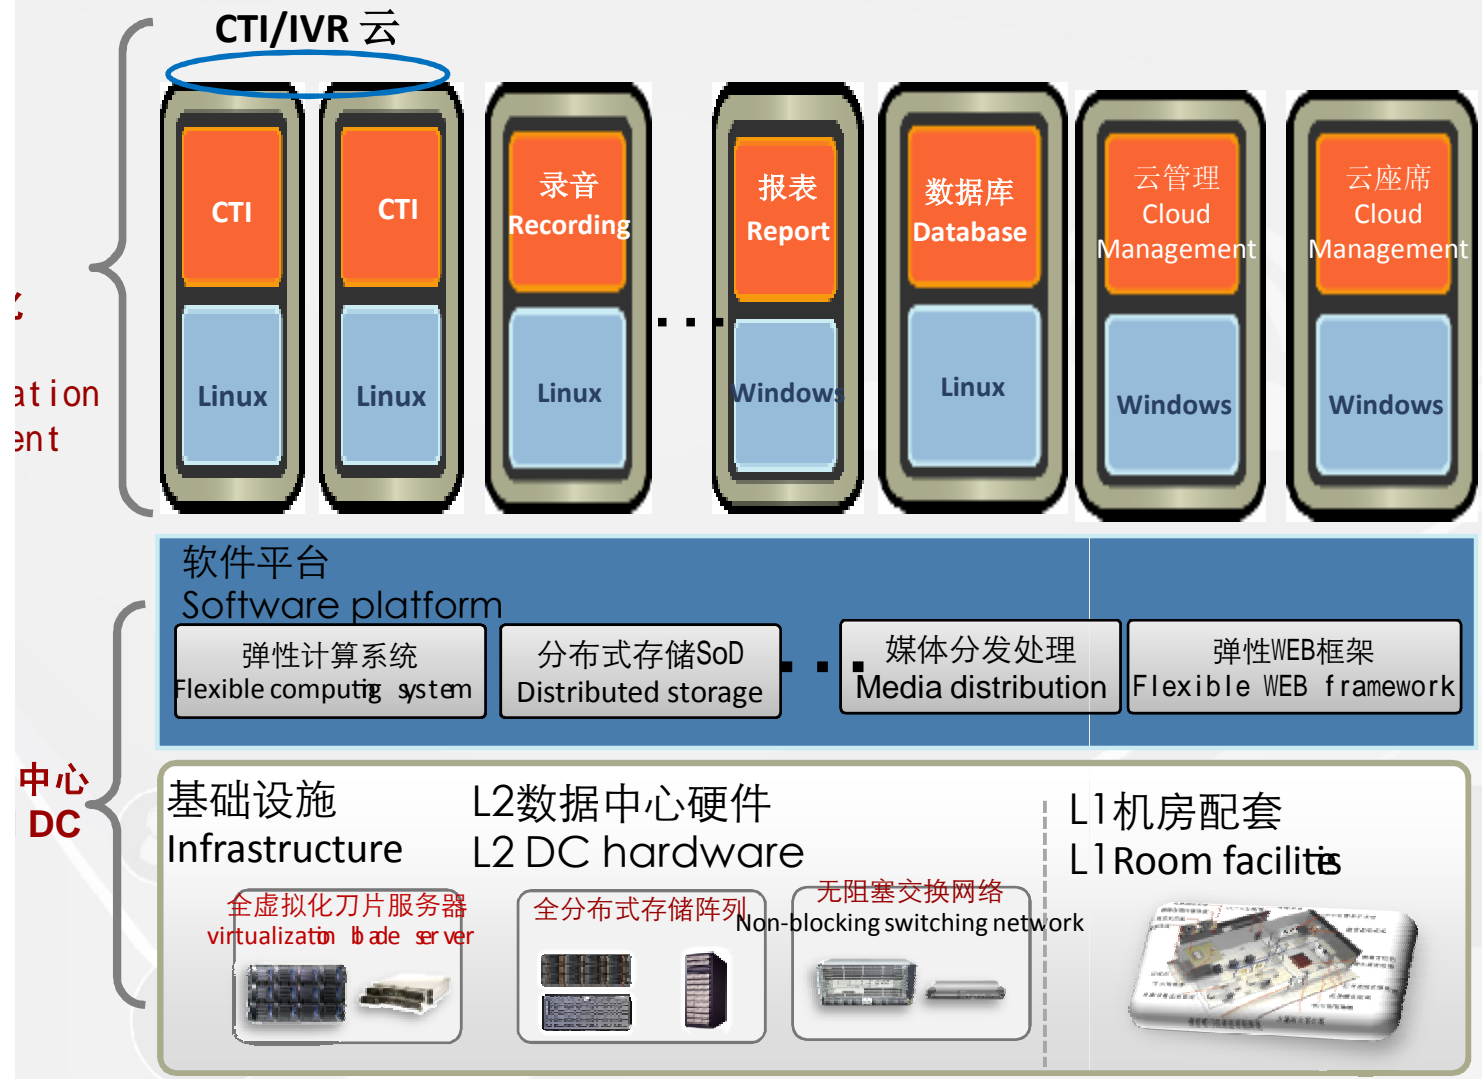 CTI/IVR 云
CTI
CTI
录音
Recording
报表
Report
数据库
Database
云管理
Cloud
Management
云座席
Cloud
Management
Linux
Linux
Linux
...
Windows
Linux
Windows
Windows
ation
ent
软件平台
Software platform
弹性计算系统
Flexible computing system
分布式存储SoD
Distributed storage
...
媒体分发处理
Media distribution
弹性WEB框架
Flexible WEB framework
中心
DC
基础设施
Infrastructure
L2数据中心硬件
L2 DC hardware
L1机房配套
L1Room facilities
全虚拟化刀片服务器
virtualization blade server
全分布式存储阵列
无阻塞交换网络
Non-blocking switching network